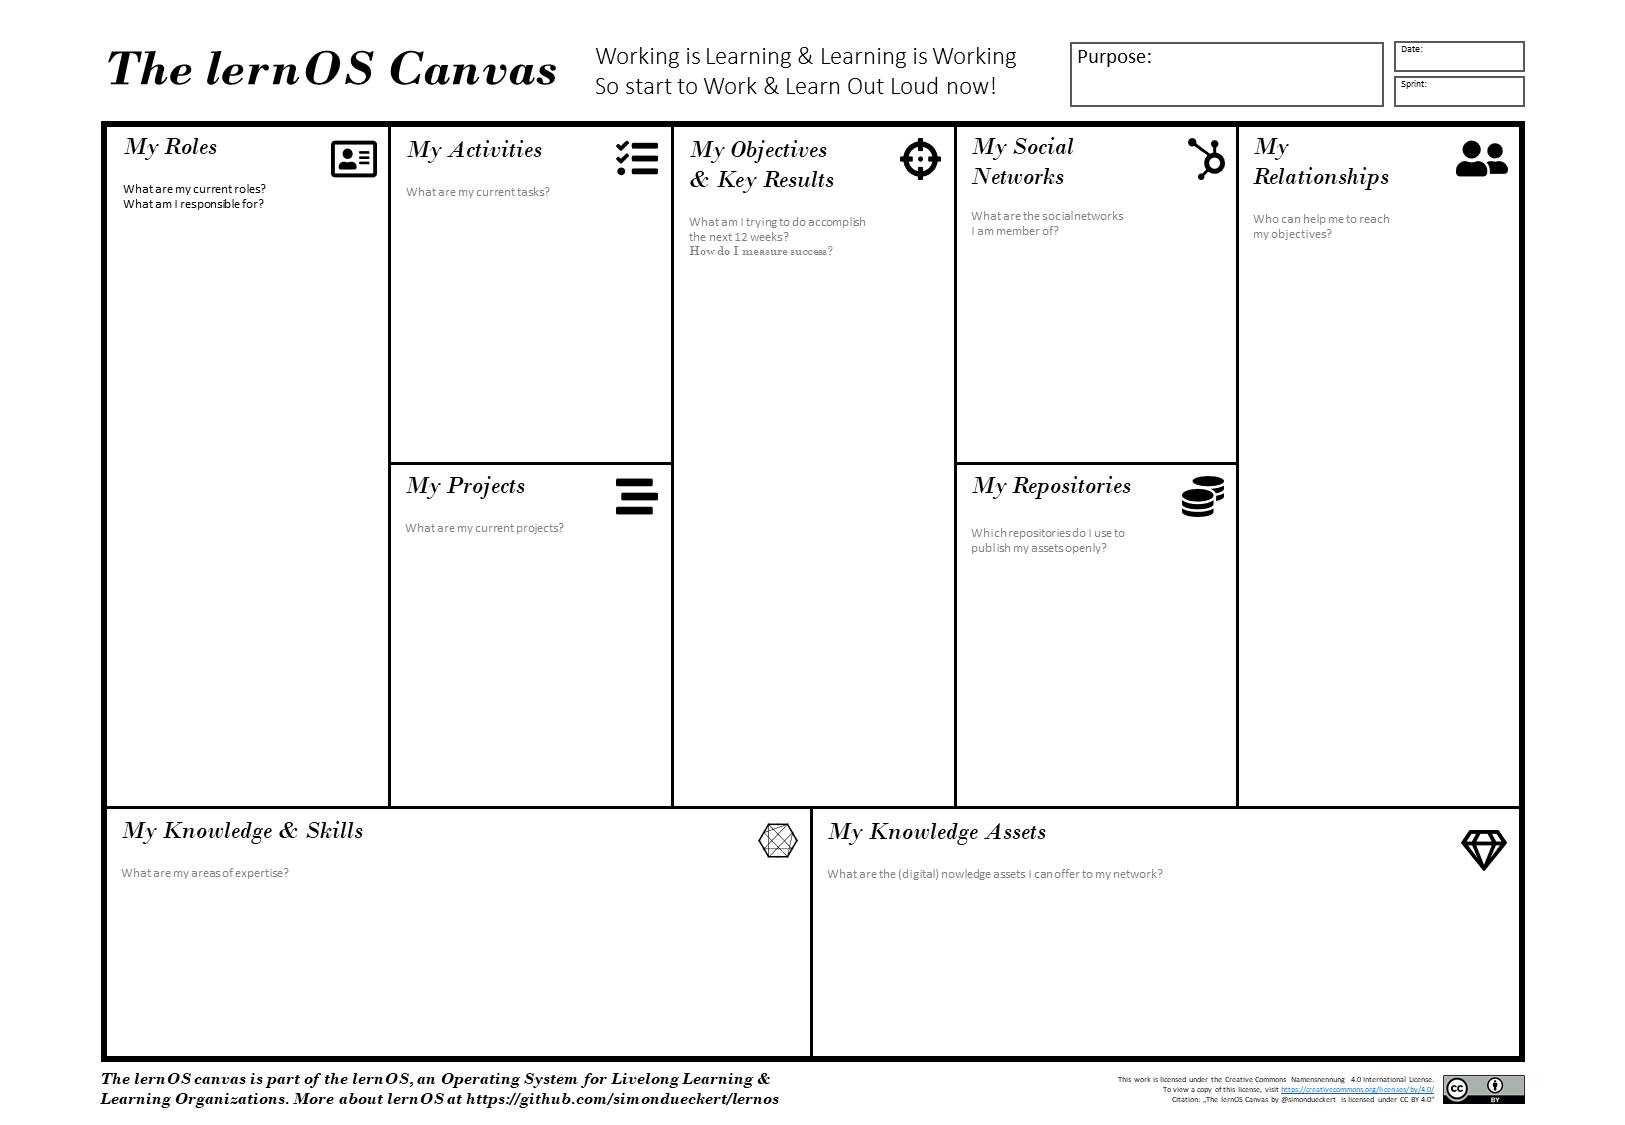 The lernOS Canvas
Working is Learning & Learning is Working
So start to Work & Learn Out Loud now!
Purpose:
Date:
Sprint:
My Roles
What are my current roles?
What am I responsible for?
My Activities
What are my current tasks?
My Projects
What are my current projects?
My Objectives
& Key Results
What am I trying to do accomplish
the next 12 weeks?
How do I measure success?
My Social
Networks
What are the social networks
I am member of?
My Repositories
Which repositories do I use to
publish my assets openly?
My
Relationships
Who can help me to reach
my objectives?
My Knowledge & Skills
What are my areas of expertise?
My Knowledge Assets
What are the (digital) nowledge assets I can offer to my network?
The lernOS canvas is part of the lernOS, an Operating System for Livelong Learning &
Learning Organizations. More about lernOS at https://github.com/simondueckert/lernos
This work is licensed under the Creative Commons Namensnennung 4.0 International License.
To view a copy of this license, visit https://creativecommons.org/licenses/by/4.0/
Citation: „The lernOS Canvas by @simondueckert is licensed under CC BY 4.0"
cc
BY